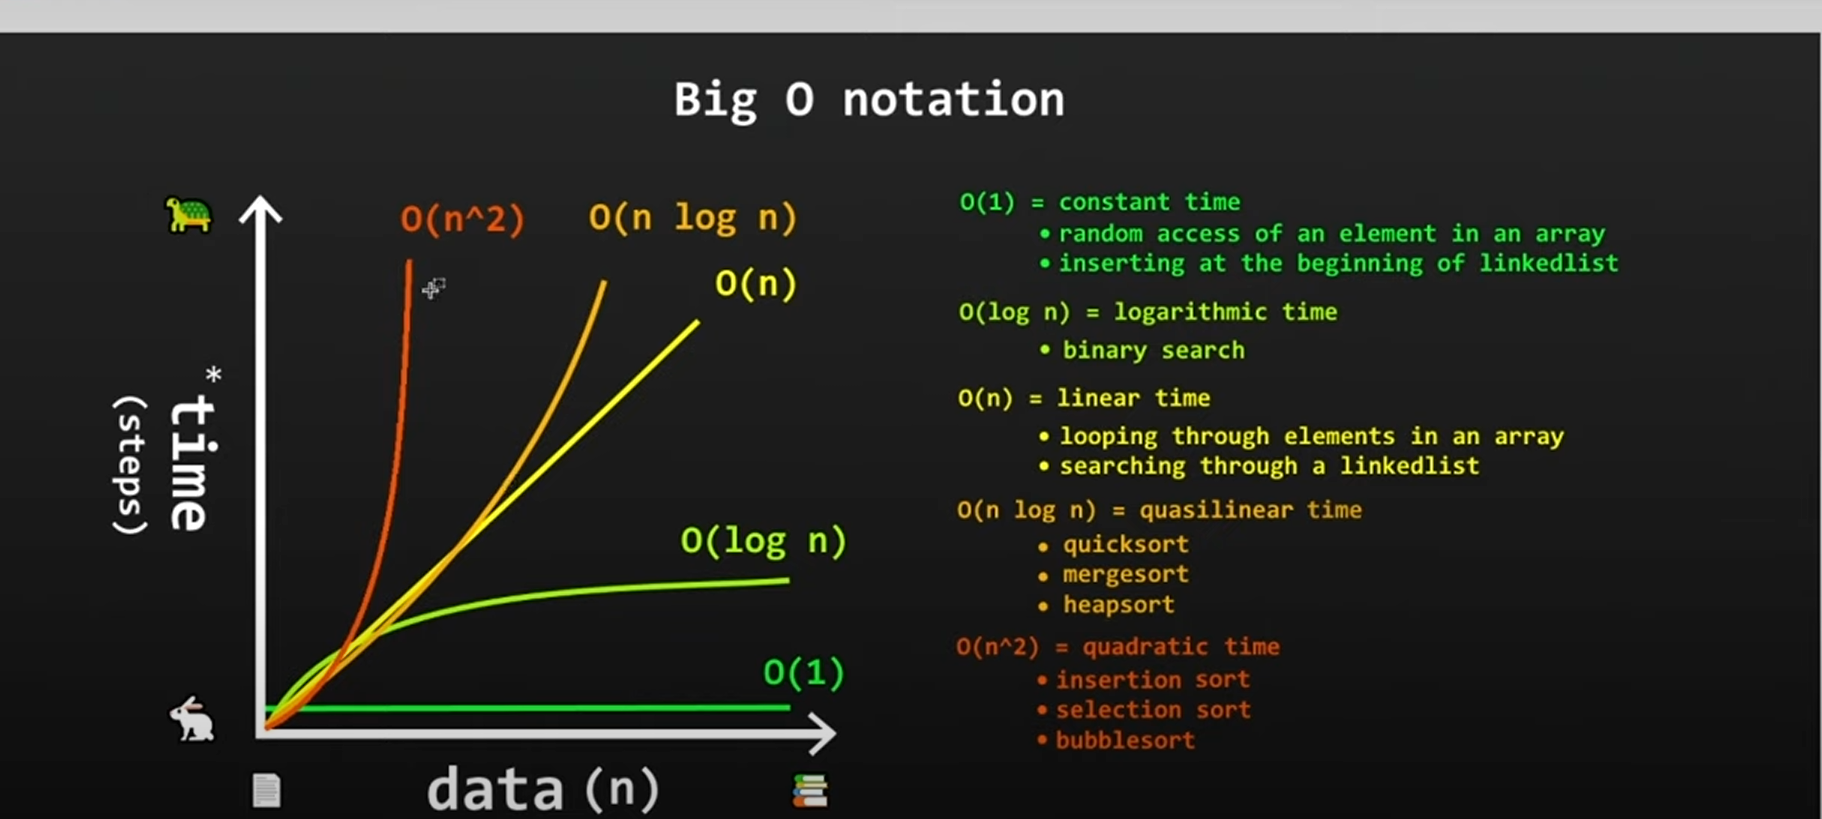 Big O notation
O(n^2)
O(n log n)
O(n)
O(log n)
O(1)
*
time
(steps)
data (n)
O(1) = constant time
• random access of an element in an array
• inserting at the beginning of linkedlist
O(log n) = logarithmic time
• binary search
O(n) = linear time
• looping through elements in an array
• searching through a linkedlist
O(n log n) = quasilinear time
• quicksort
• mergesort
• heapsort
O(n^2) = quadratic time
• insertion sort
• selection sort
• bubblesort